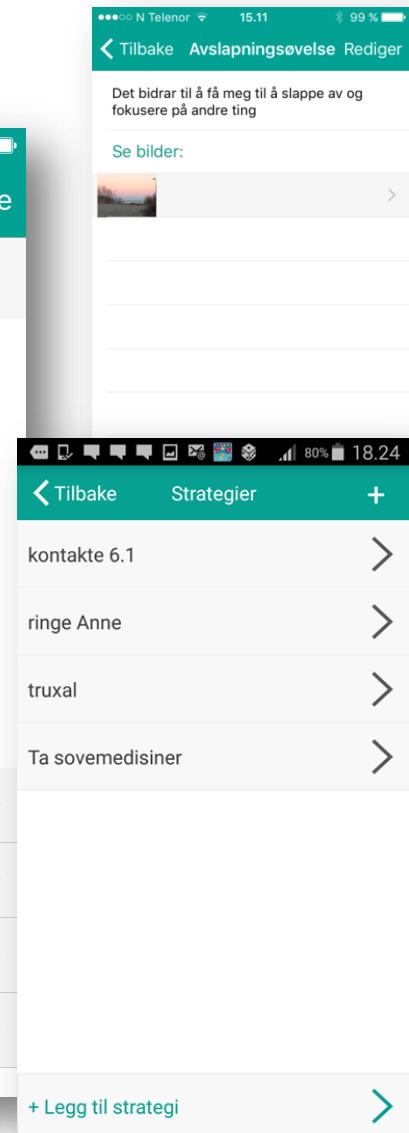 N Telenor 15.11 99 %
Tilbake Avslapningsøvelse Rediger
Det bidrar til å få meg til å slappe av og
fokusere på andre ting
Se bilder:
e
80% 18.24
Tilbake Strategier +
kontakte 6.1
ringe Anne
truxal
Ta sovemedisiner
+ Legg til strategi